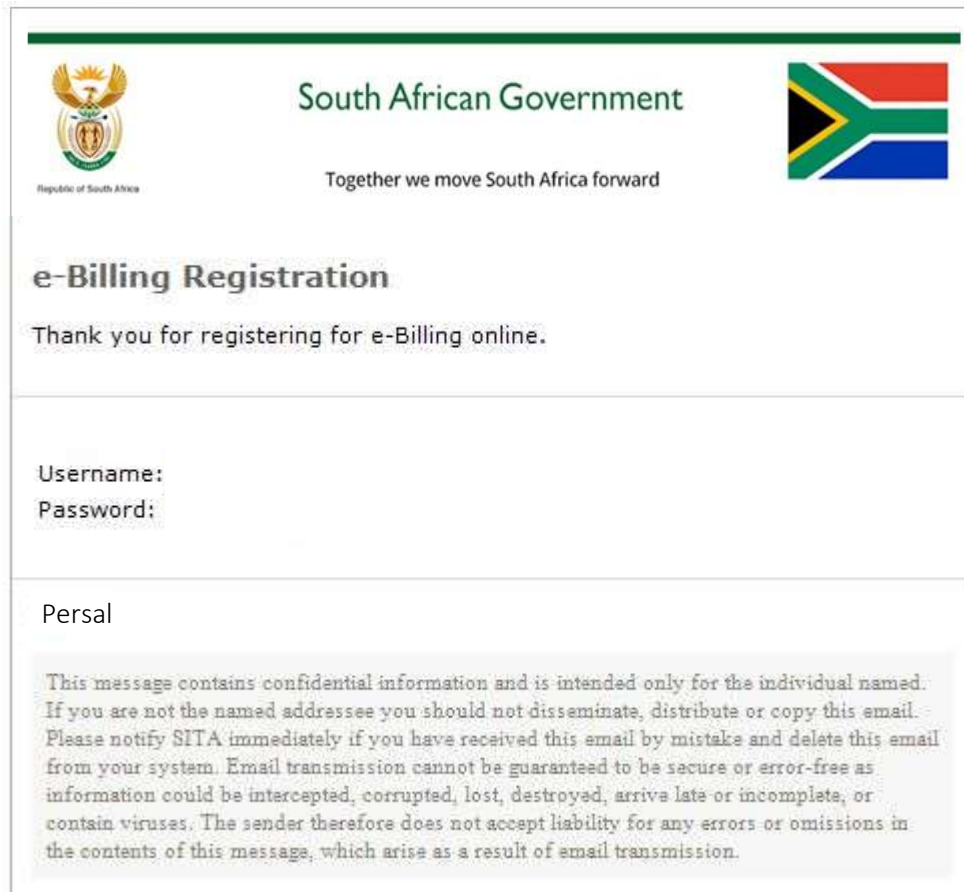 South African Government
Together we move South Africa forward
Republic of South Africa
e-Billing Registration
Thank you for registering for e-Billing online.
Username:
Password:
Persal
This message contains confidential information and is intended only for the individual named.
If you are not the named addressee you should not disseminate, distribute or copy this email.
Please notify SITA immediately if you have received this email by mistake and delete this email
from your system. Email transmission cannot be guaranteed to be secure or error-free as
information could be intercepted, corrupted, lost, destroyed, arrive late or incomplete, or
contain viruses. The sender therefore does not accept liability for any errors or omissions in
the contents of this message, which arise as a result of email transmission.